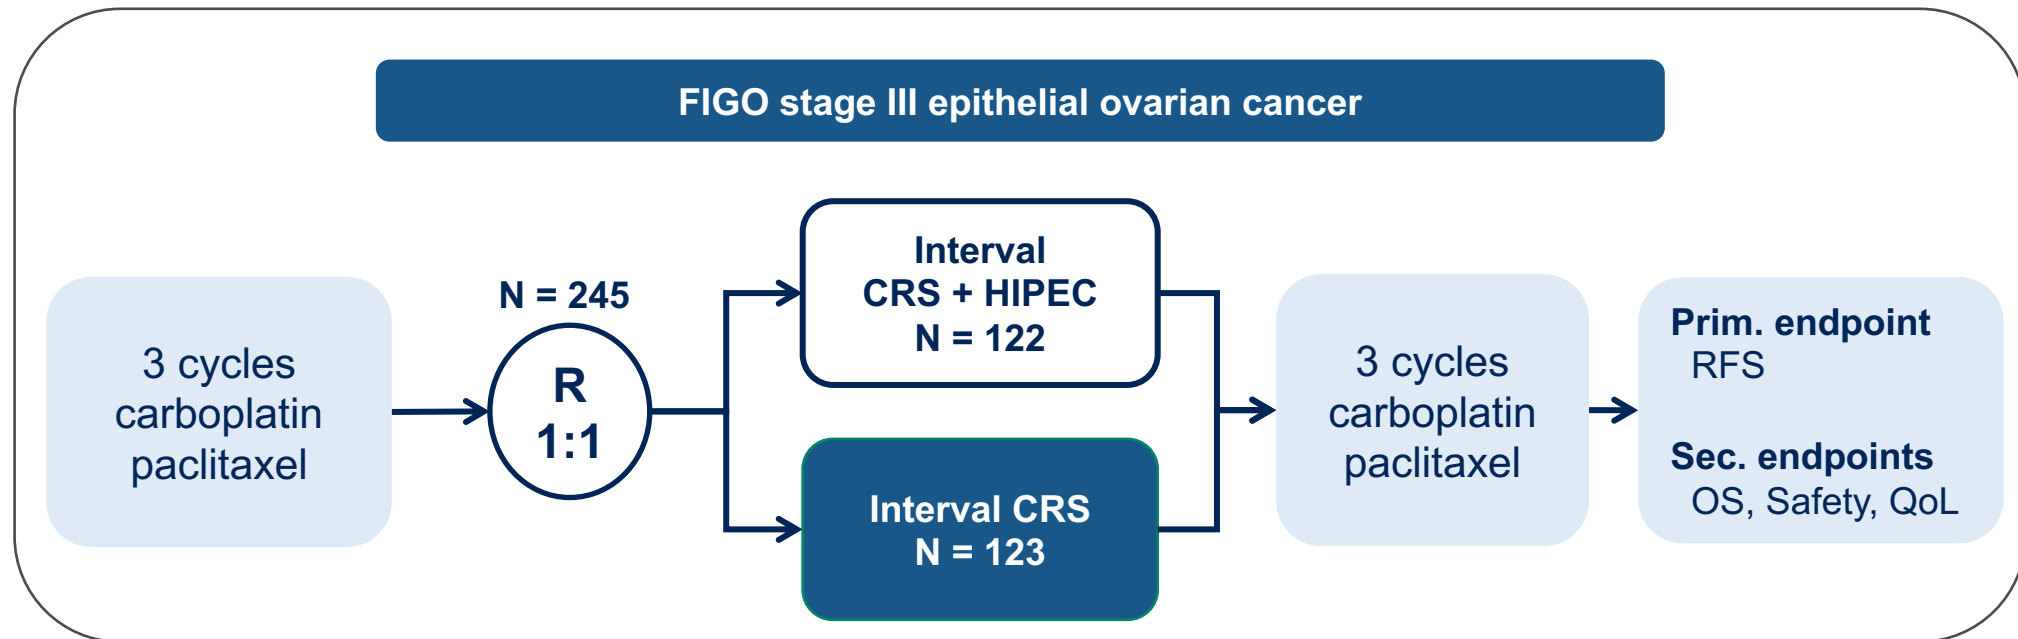 FIGO stage III epithelial ovarian cancer
3 cycles
carboplatin
paclitaxel
N = 245
R
1:1
Interval
CRS + HIPEC
N = 122
Interval CRS
N = 123
3 cycles
carboplatin
paclitaxel
Prim. endpoint
RFS
Sec. endpoints
OS, Safety, QoL